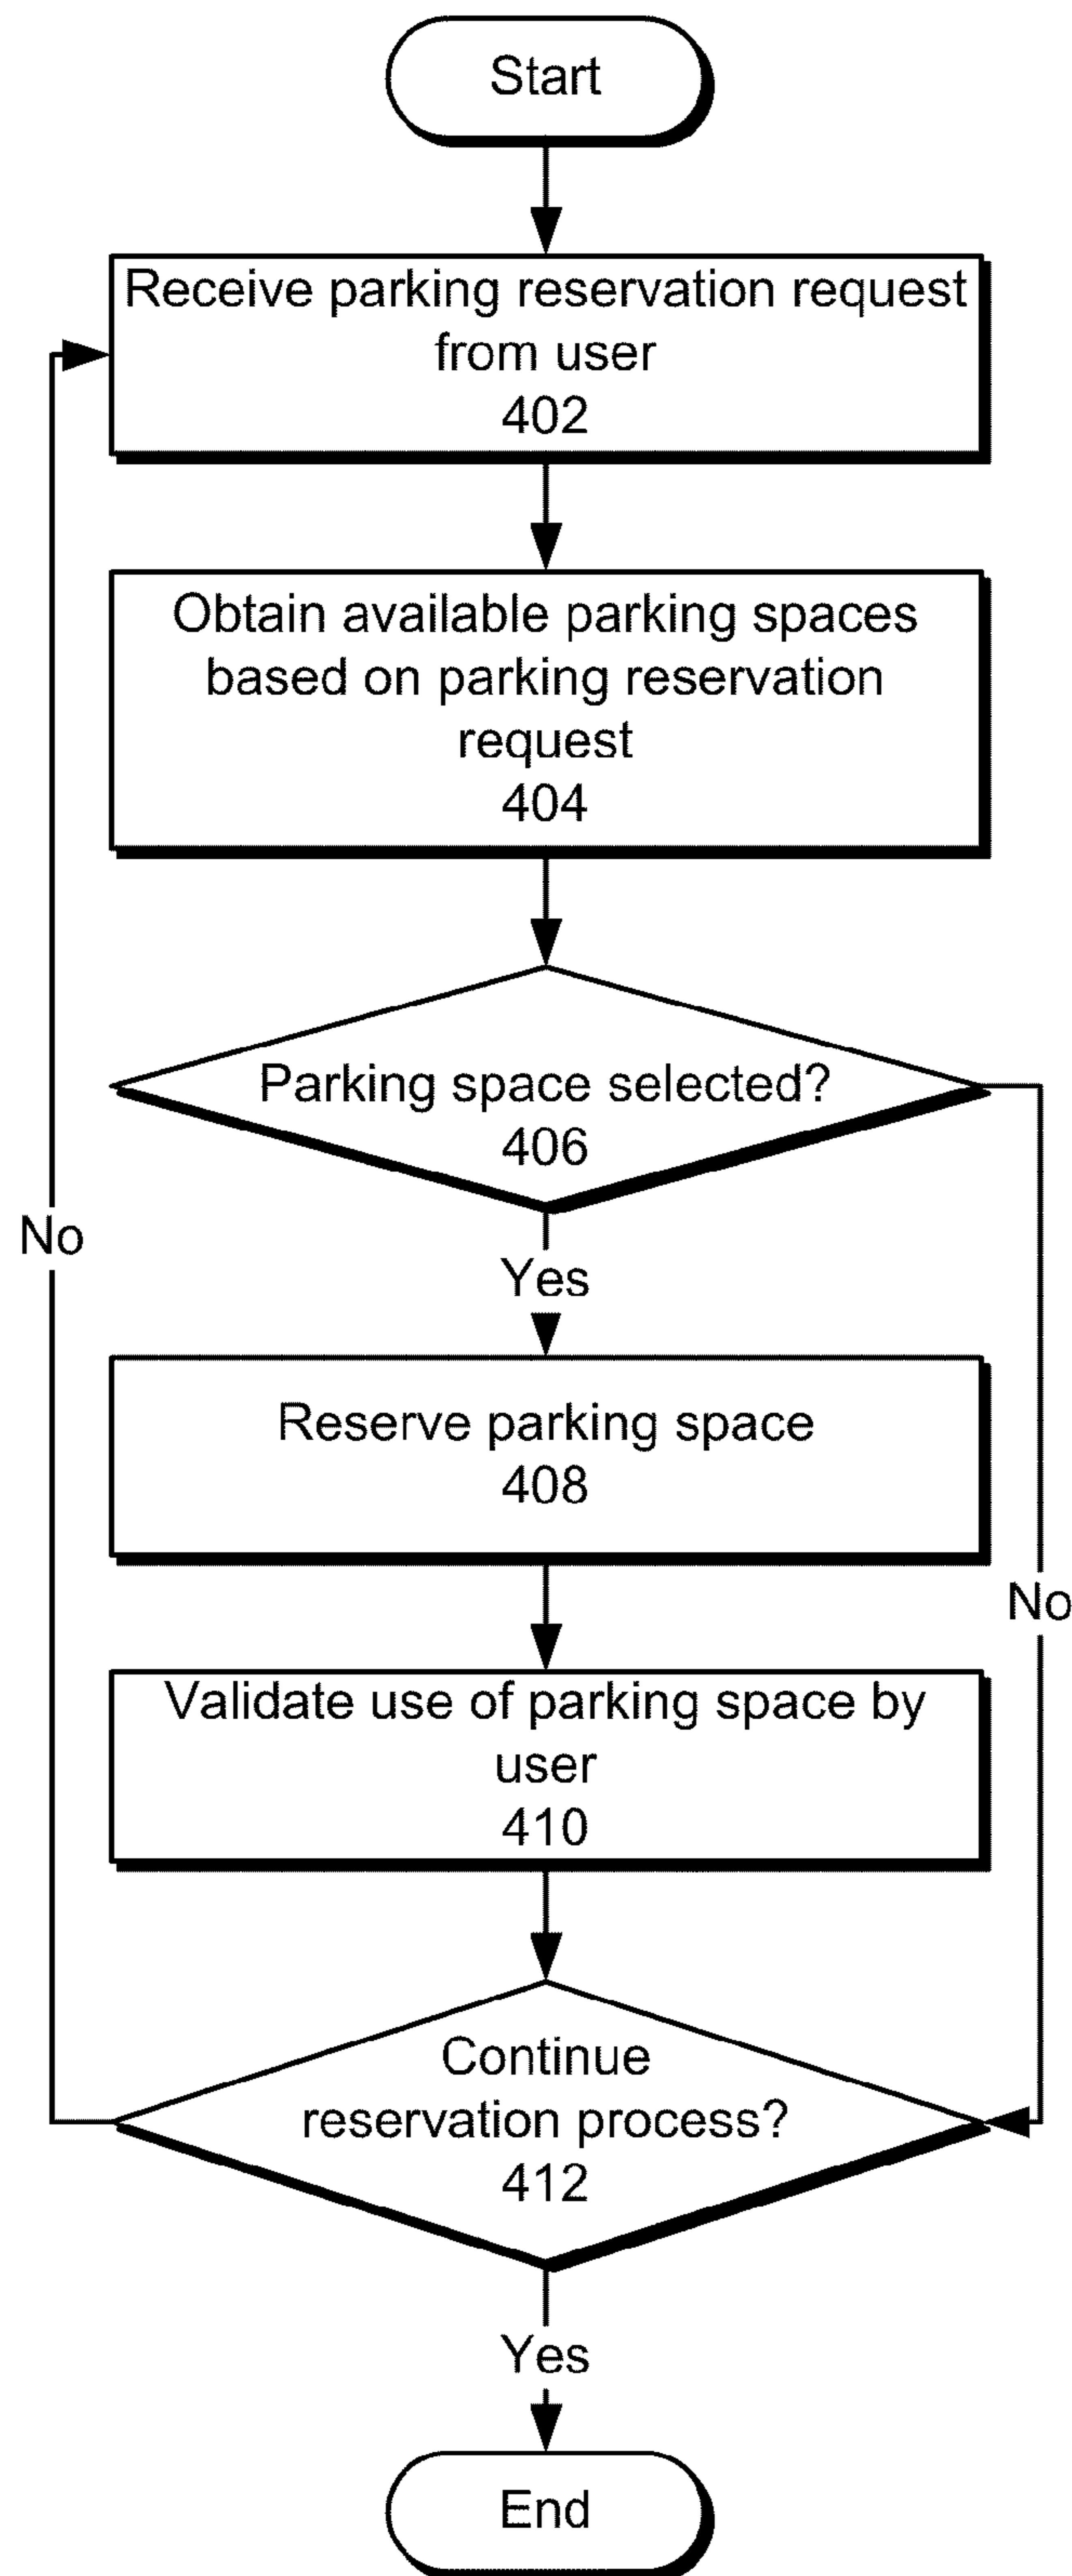 Start
Receive parking reservation request
from user
402
Obtain available parking spaces
based on parking reservation
request
404
Parking space selected?
406
No
Yes
Reserve parking space
408
No
Validate use of parking space by
user
410
Continue
reservation process?
412
Yes
End